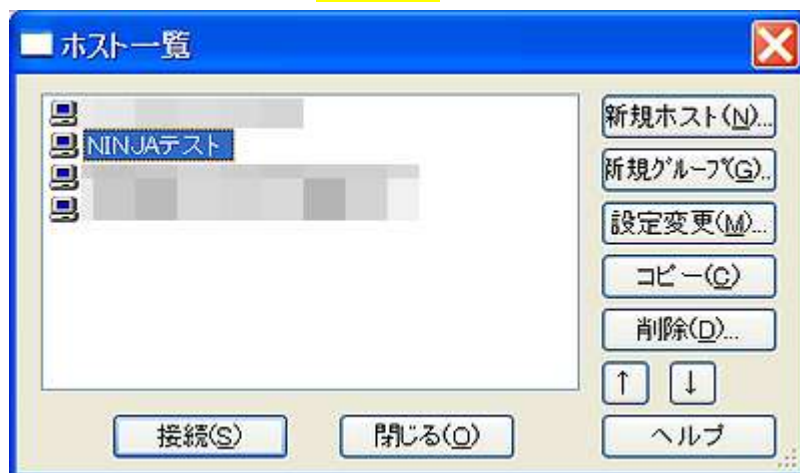 ホスト一覧
NINJAテスト
新規ホスト(N)...
新規グループ(G)..
設定変更(M)...
コピー(C)
削除(D)...
↑ ↓
接続(S) 閉じる(O) ヘルプ